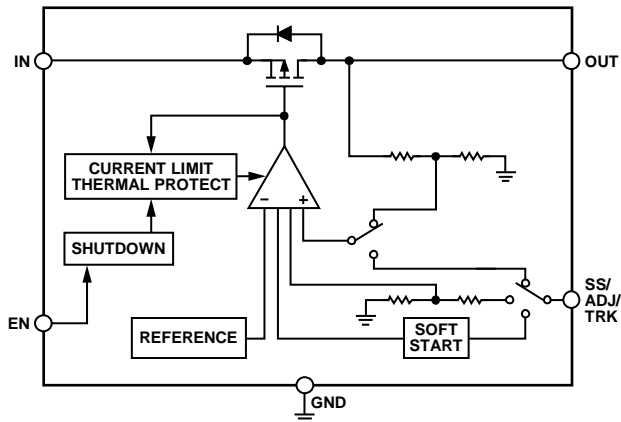 IN
OUT
CURRENT LIMIT
THERMAL PROTECT
–
+
SHUTDOWN
SS/
ADJ/
TRK
EN
REFERENCE
SOFT
START
GND